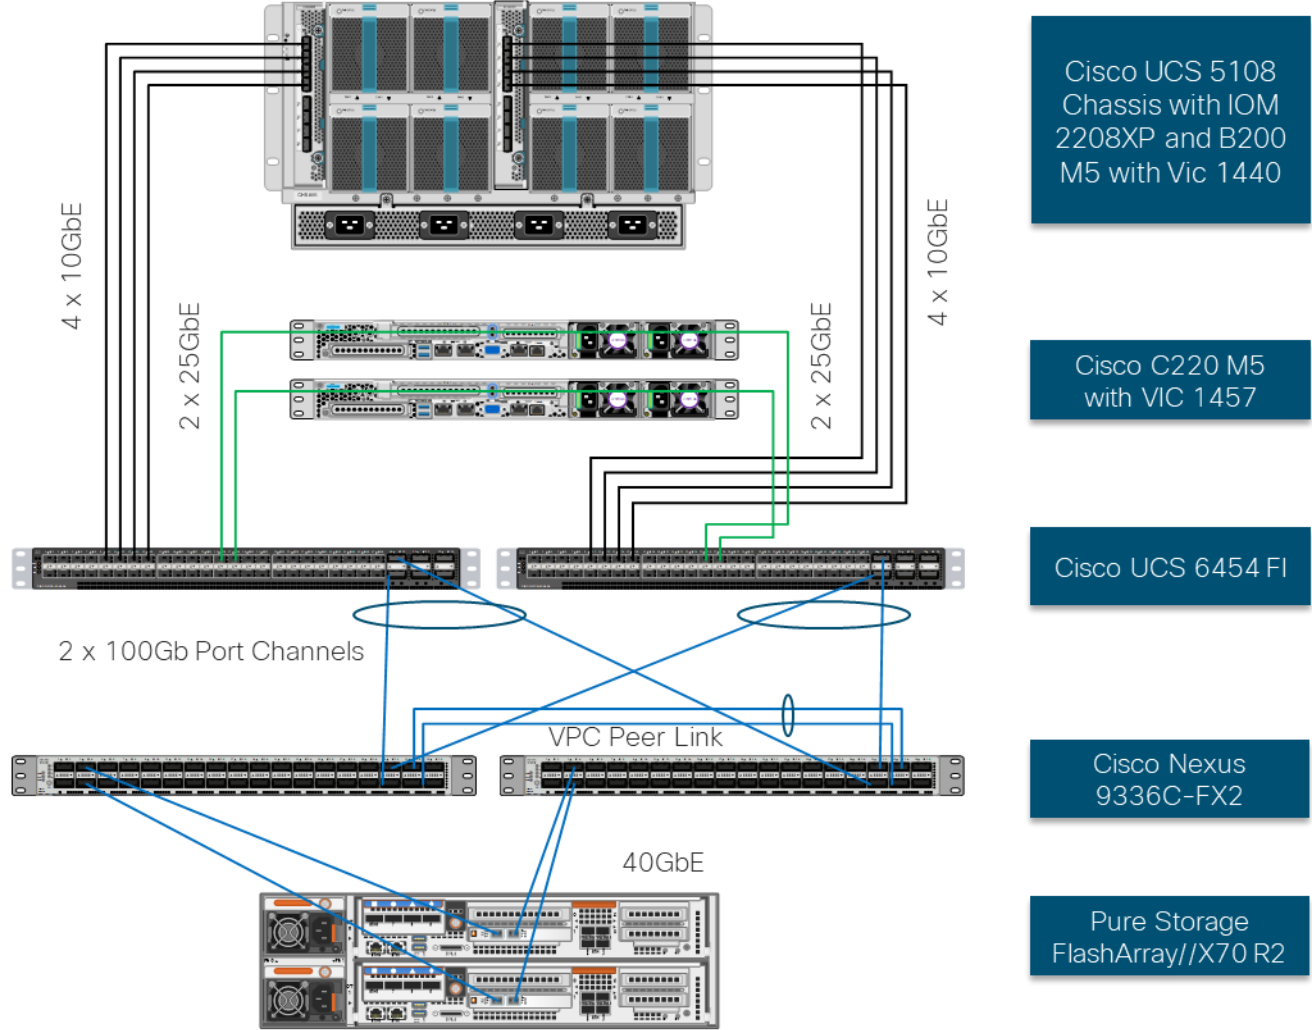 Cisco UCS 5108
Chassis with IOM
2208XP and B200
M5 with Vic 1440
4 x 10GbE
4 x 10GbE
2 x 25GbE
2 x 25GbE
Cisco C220 M5
with VIC 1457
Cisco UCS 6454 FI
2 x 100Gb Port Channels
VPC Peer Link
Cisco Nexus
9336C-FX2
40GbE
Pure Storage
FlashArray//X70 R2